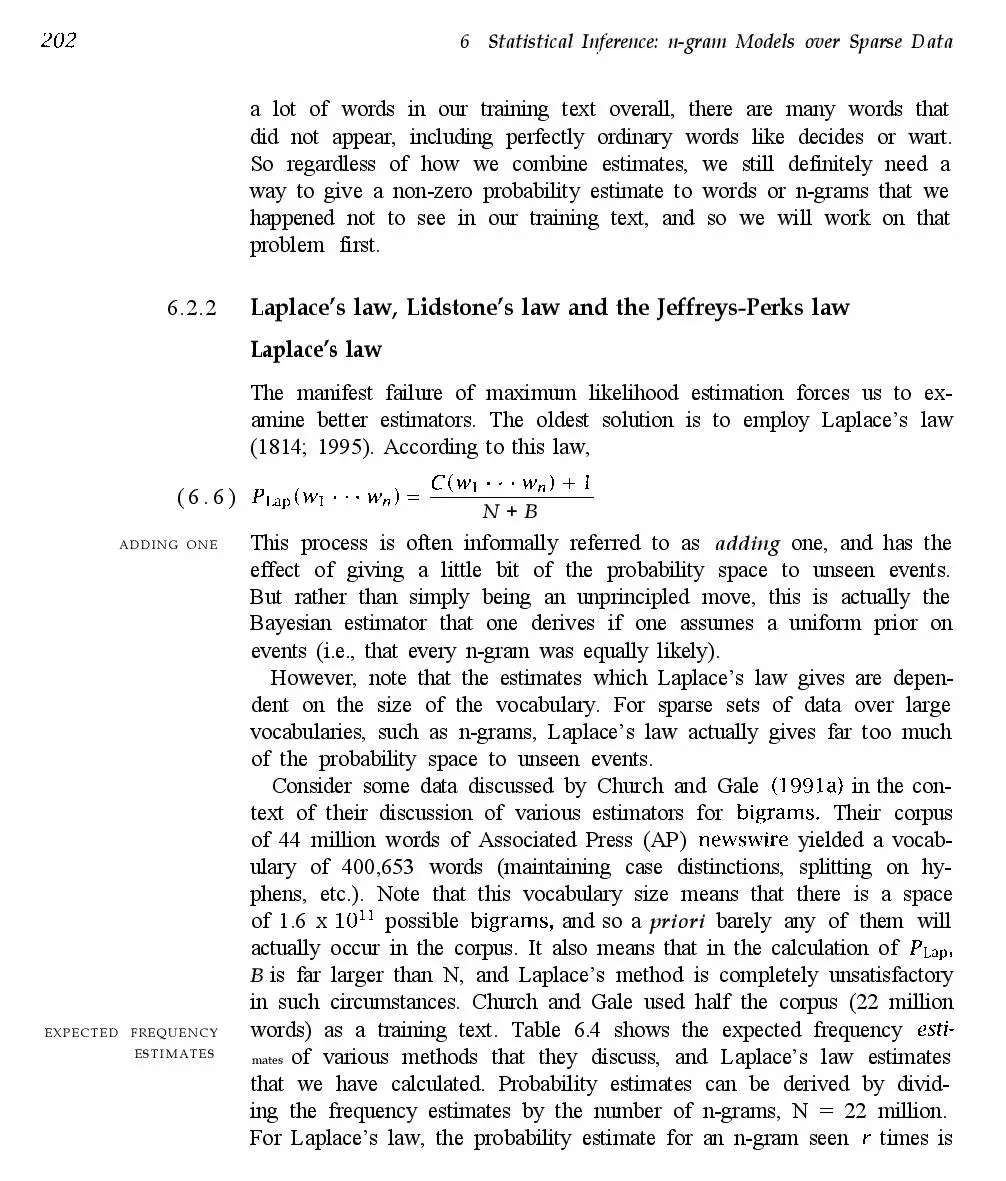 202
6 Statistical Inference: n-gram Models over Sparse Data
a lot of words in our training text overall, there are many words that
did not appear, including perfectly ordinary words like decides or wart.
So regardless of how we combine estimates, we still definitely need a
way to give a non-zero probability estimate to words or n-grams that we
happened not to see in our training text, and so we will work on that
problem first.
6.2.2 Laplace's law, Lidstone's law and the Jeffreys-Perks law
Laplace's law
The manifest failure of maximum likelihood estimation forces us to ex-
amine better estimators. The oldest solution is to employ Laplace's law
(1814; 1995). According to this law,
(6.6) P_Lap(w_1 ··· w_n) = (C(w_1 ··· w_n) + 1) / (N + B)
ADDING ONE
This process is often informally referred to as adding one, and has the
effect of giving a little bit of the probability space to unseen events.
But rather than simply being an unprincipled move, this is actually the
Bayesian estimator that one derives if one assumes a uniform prior on
events (i.e., that every n-gram was equally likely).
However, note that the estimates which Laplace's law gives are depen-
dent on the size of the vocabulary. For sparse sets of data over large
vocabularies, such as n-grams, Laplace's law actually gives far too much
of the probability space to unseen events.
Consider some data discussed by Church and Gale (1991a) in the con-
text of their discussion of various estimators for bigrams. Their corpus
of 44 million words of Associated Press (AP) newswire yielded a vocab-
ulary of 400,653 words (maintaining case distinctions, splitting on hy-
phens, etc.). Note that this vocabulary size means that there is a space
of 1.6 x 10^11 possible bigrams, and so a priori barely any of them will
actually occur in the corpus. It also means that in the calculation of P_Lap,
B is far larger than N, and Laplace's method is completely unsatisfactory
in such circumstances. Church and Gale used half the corpus (22 million
EXPECTED FREQUENCY
ESTIMATES
words) as a training text. Table 6.4 shows the expected frequency esti-
mates of various methods that they discuss, and Laplace's law estimates
that we have calculated. Probability estimates can be derived by divid-
ing the frequency estimates by the number of n-grams, N = 22 million.
For Laplace's law, the probability estimate for an n-gram seen r times is